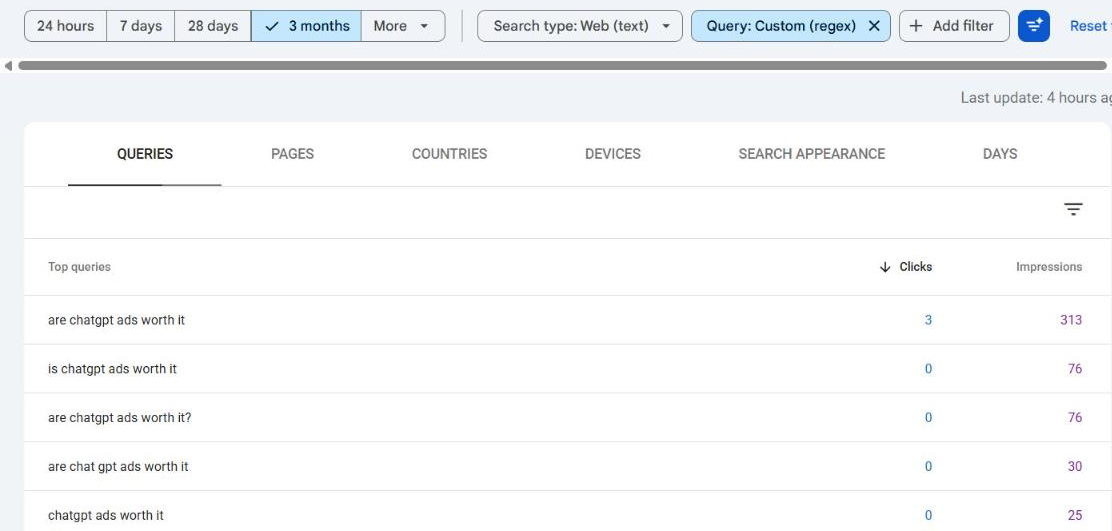 24 hours 7 days 28 days 3 months More Search type: Web (text) Query: Custom (regex) Add filter Reset
Last update: 4 hours
QUERIES PAGES COUNTRIES DEVICES SEARCH APPEARANCE DAYS
Top queries Clicks Impressions
are chatgpt ads worth it 3 313
is chatgpt ads worth it 0 76
are chatgpt ads worth it? 0 76
are chat gpt ads worth it 0 30
chatgpt ads worth it 0 25